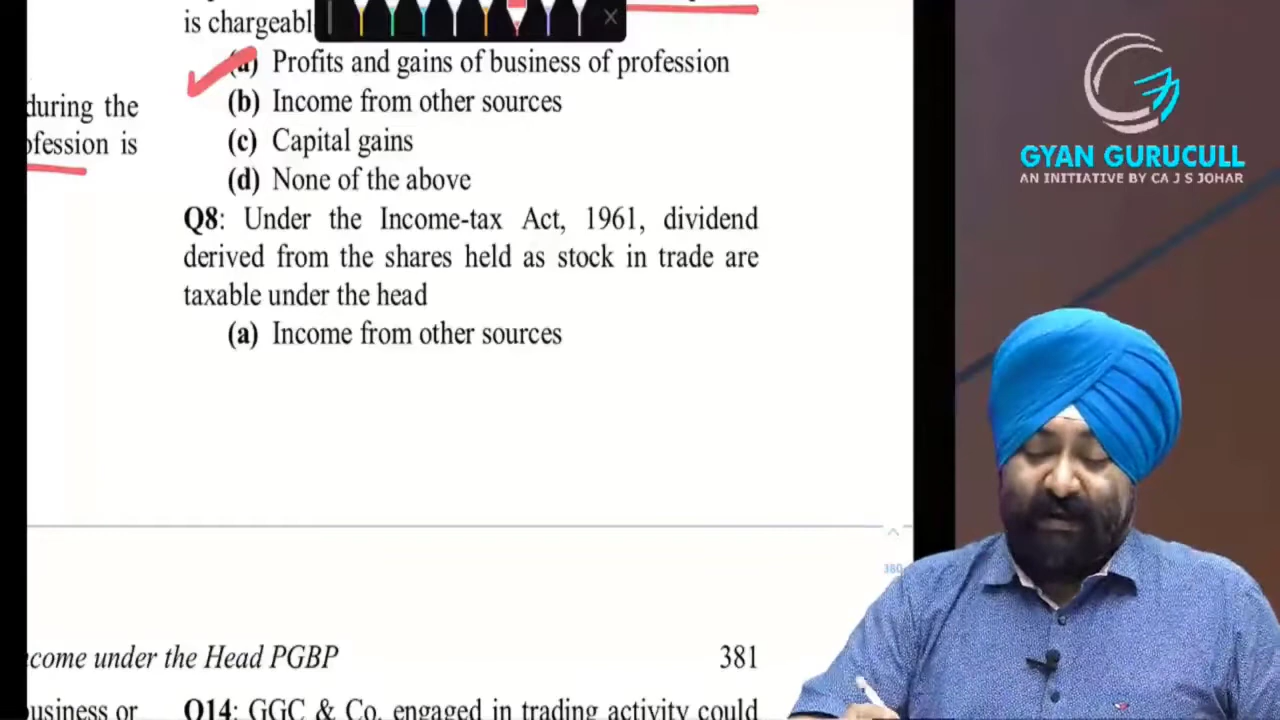 is chargeabl
during the
ofession is
(a) Profits and gains of business of profession
(b) Income from other sources
(c) Capital gains
(d) None of the above
Q8: Under the Income-tax Act, 1961, dividend
derived from the shares held as stock in trade are
taxable under the head
(a) Income from other sources
380
ncome under the Head PGBP 381
business or
Q14: GGC & Co. engaged in trading activity could
GYAN GURUCULL
AN INITIATIVE BY CA J S JOHAR